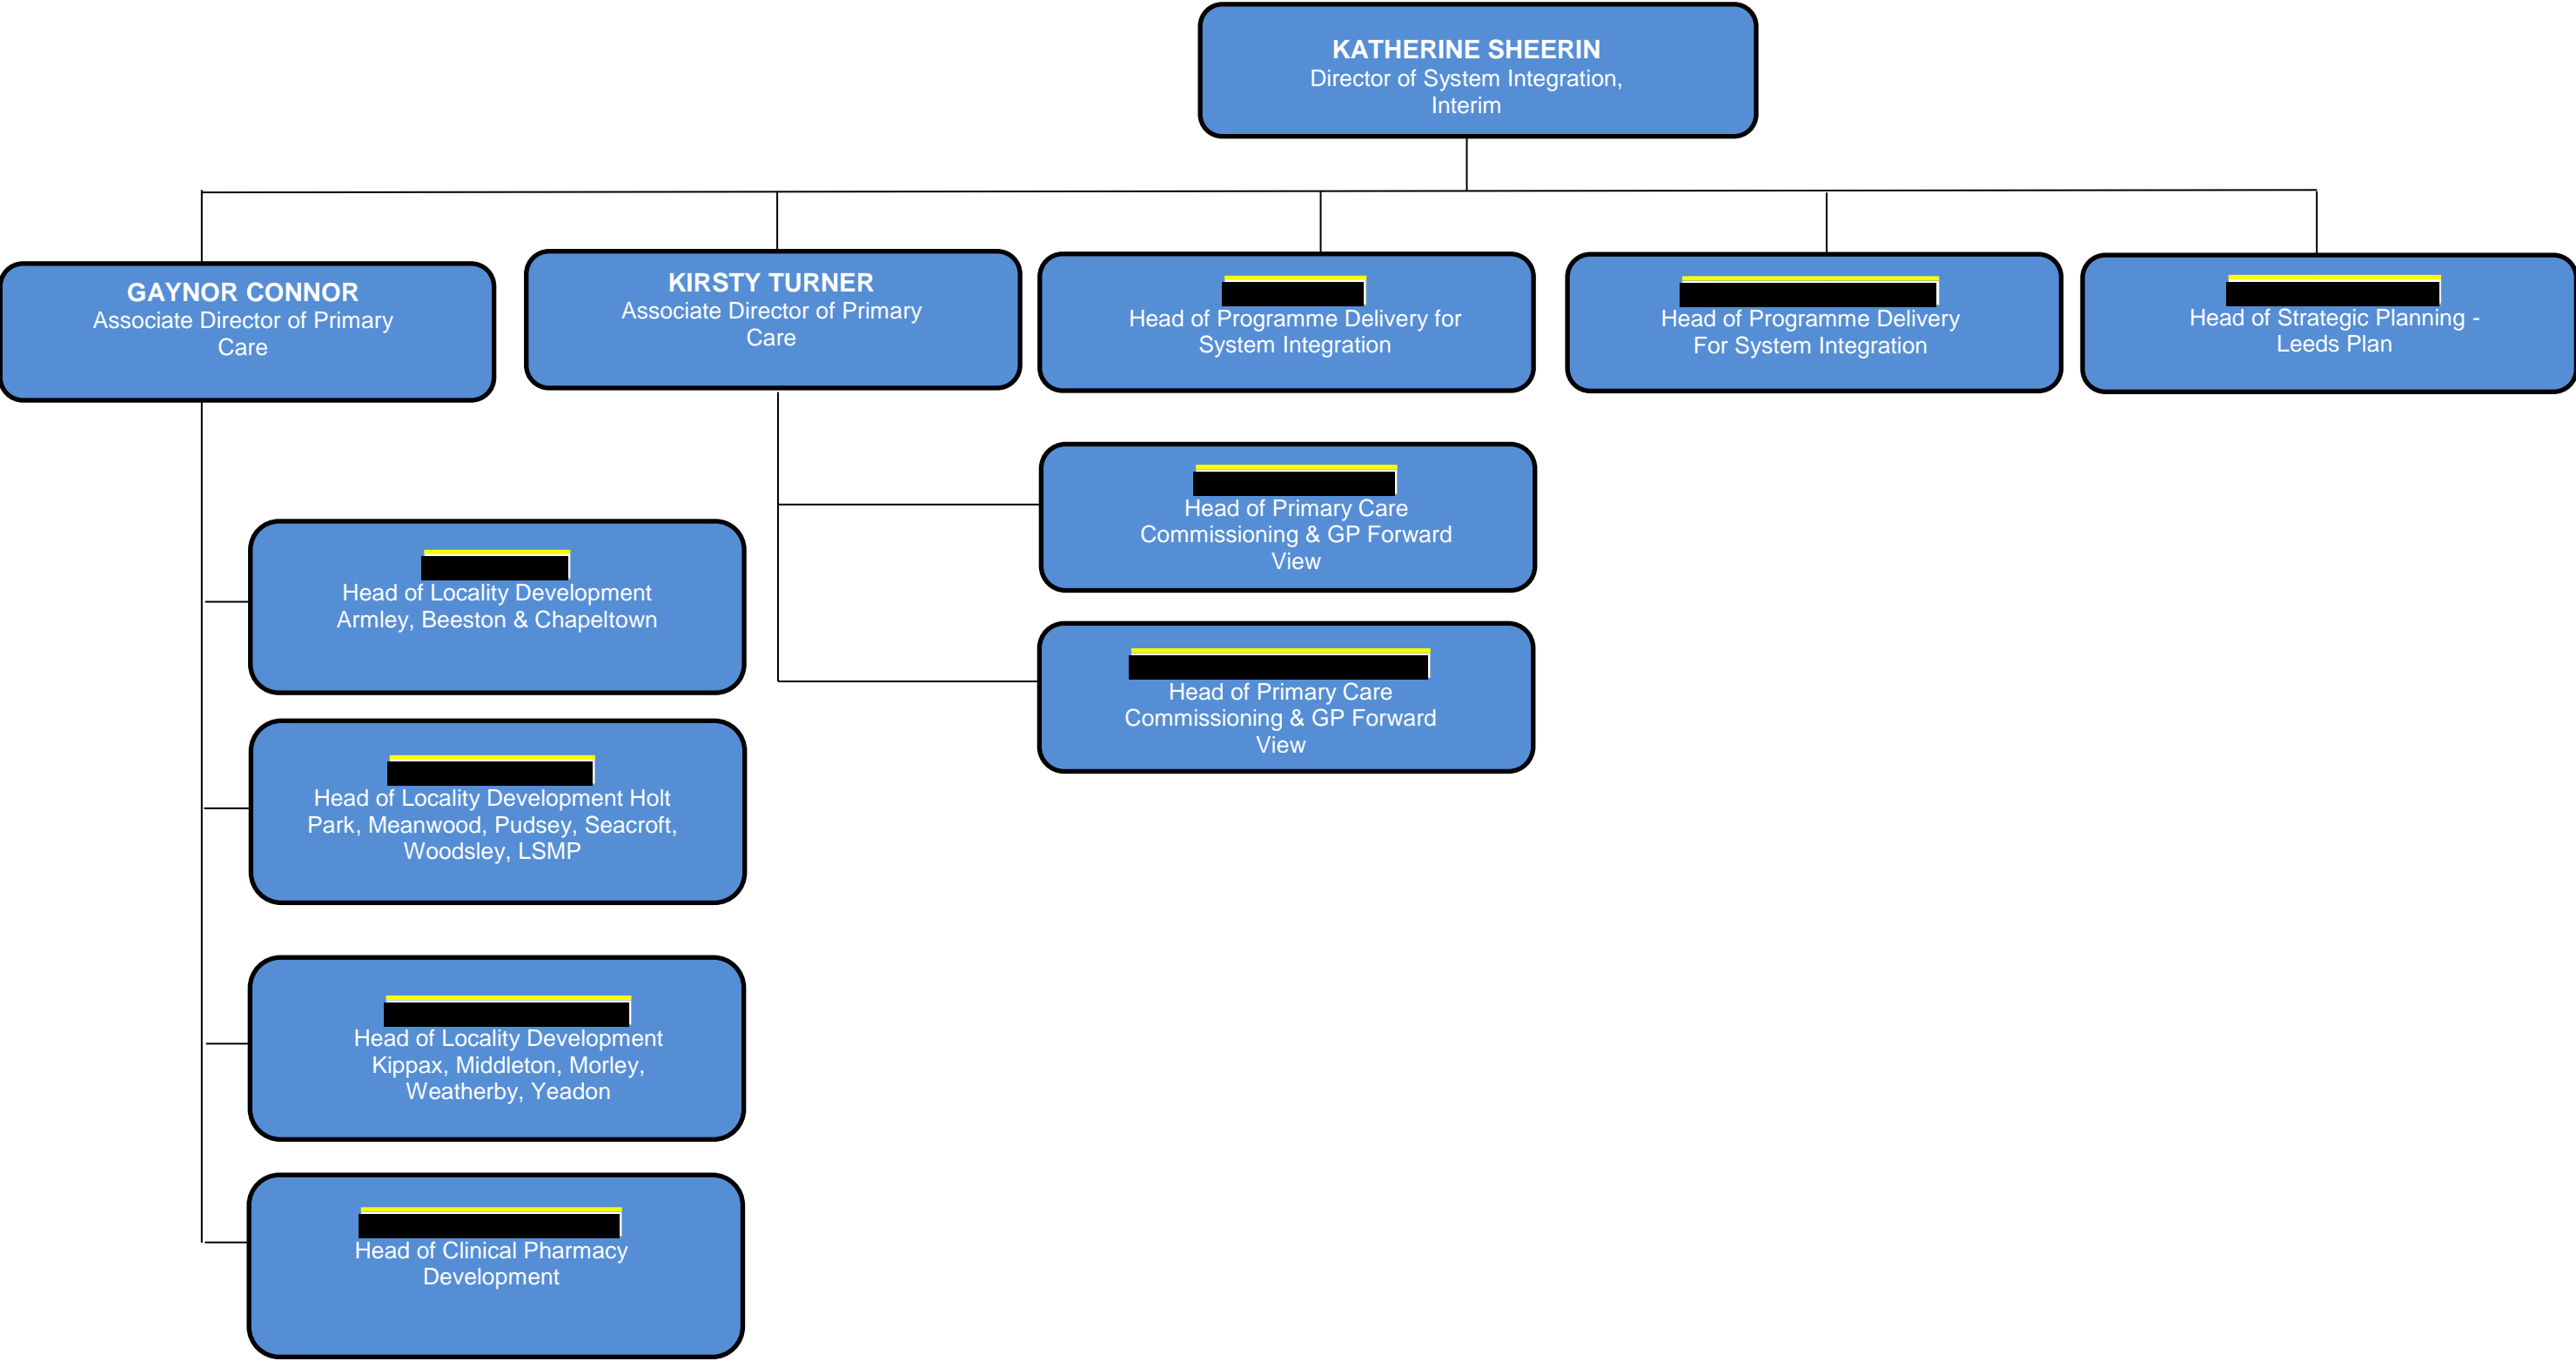 KATHERINE SHEERIN
Director of System Integration,
Interim
GAYNOR CONNOR
Associate Director of Primary
Care
KIRSTY TURNER
Associate Director of Primary
Care
Head of Programme Delivery for
System Integration
Head of Programme Delivery
For System Integration
Head of Strategic Planning -
Leeds Plan
Head of Locality Development
Armley, Beeston & Chapeltown
Head of Locality Development Holt
Park, Meanwood, Pudsey, Seacroft,
Woodsley, LSMP
Head of Locality Development
Kippax, Middleton, Morley,
Weatherby, Yeadon
Head of Clinical Pharmacy
Development
Head of Primary Care
Commissioning & GP Forward
View
Head of Primary Care
Commissioning & GP Forward
View